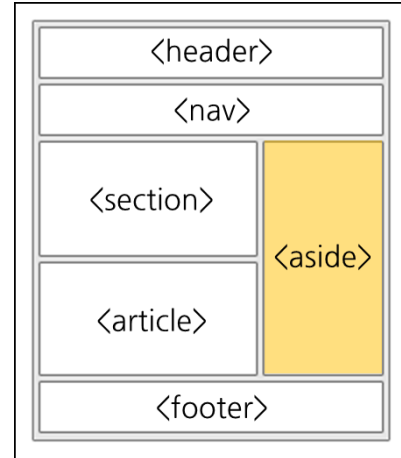 <header>
<nav>
<section>
<aside>
<article>
<footer>